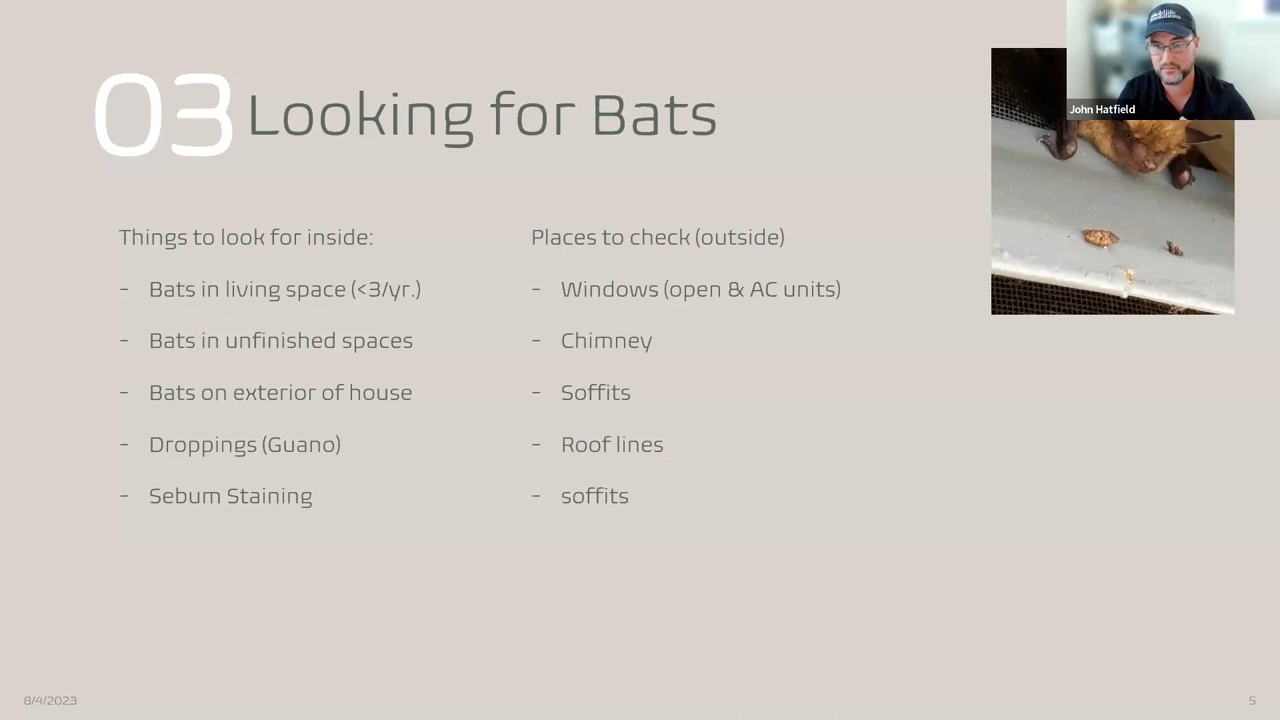 03 Looking for Bats
Things to look for inside:
- Bats in living space (<3/yr.)
- Bats in unfinished spaces
- Bats on exterior of house
- Droppings (Guano)
- Sebum Staining
Places to check (outside)
- Windows (open & AC units)
- Chimney
- Soffits
- Roof lines
- soffits
John Hatfield
8/4/2023
5